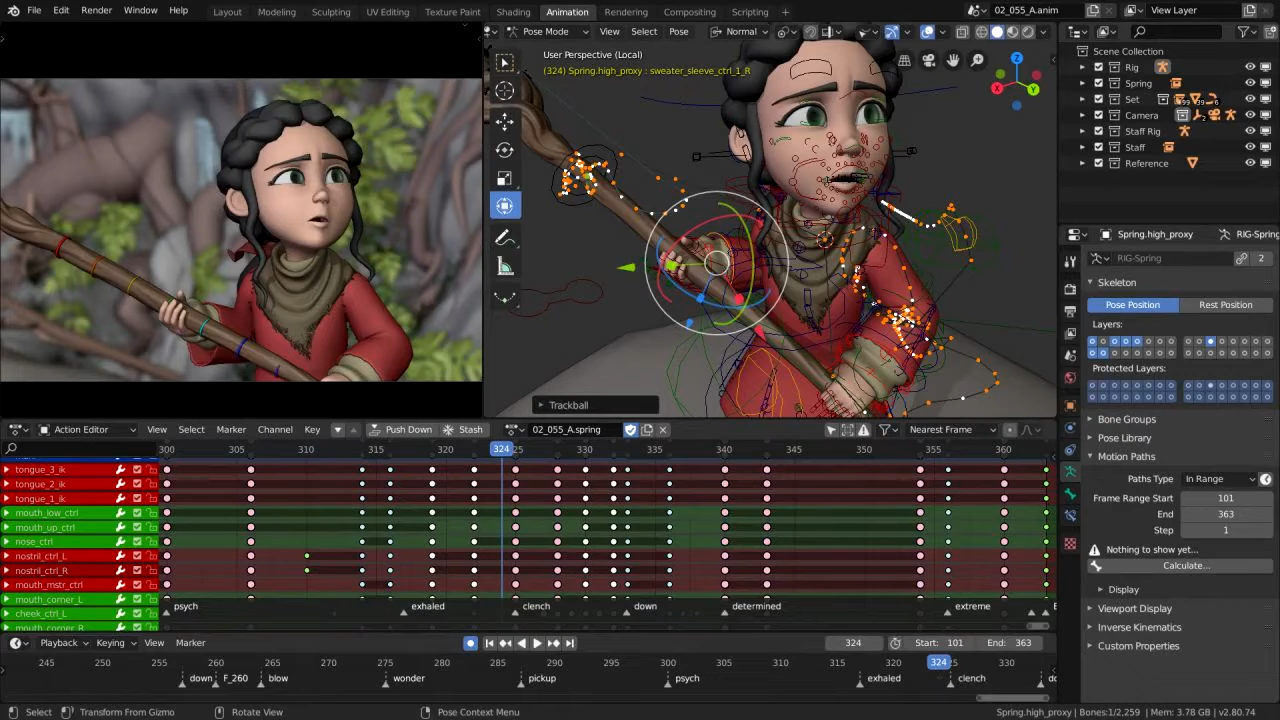 File Edit Render Window Help
Layout Modeling Sculpting UV Editing Texture Paint Shading Animation Rendering Compositing Scripting +
02_055_A.anim
View Layer
Pose Mode View Select Pose Normal
User Perspective (Local)
(324) Spring.high_proxy : sweater_sleeve_ctrl_1_R
X Y Z
Trackball
Scene Collection
Rig
Spring
Set
Camera
Staff Rig
Staff
Reference
Spring.high_proxy RIG-Spring
RIG-Spring 2
Skeleton
Pose Position Rest Position
Layers:
Protected Layers:
Bone Groups
Pose Library
Motion Paths
Paths Type In Range
Frame Range Start 101
End 363
Step 1
Nothing to show yet...
Calculate...
Display
Viewport Display
Inverse Kinematics
Custom Properties
Action Editor View Select Marker Channel Key Push Down Stash 02_055_A.spring Nearest Frame
300 305 310 315 320 324 325 330 335 340 345 350 355 360
tongue_3_ik
tongue_2_ik
tongue_1_ik
mouth_low_ctrl
mouth_up_ctrl
nose_ctrl
nostril_ctrl_L
nostril_ctrl_R
mouth_mstr_ctrl
mouth_corner_L
cheek_ctrl_L
mouth_corner_R
psych exhaled clench down determined extreme
Playback Keying View Marker 324 Start: 101 End: 363
245 250 255 260 265 270 275 280 285 290 295 300 305 310 315 320 324 330
down F_260 blow wonder pickup psych exhaled clench
Select Transform From Gizmo Rotate View Pose Context Menu
Spring.high_proxy | Bones:1/2,259 | Mem: 3.78 GB | v2.80.74